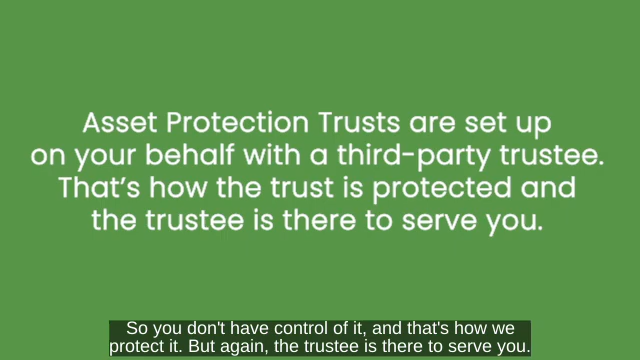 Asset Protection Trusts are set up
on your behalf with a third-party trustee.
That's how the trust is protected and
the trustee is there to serve you.
So you don't have control of it, and that's how we
protect it. But again, the trustee is there to serve you.